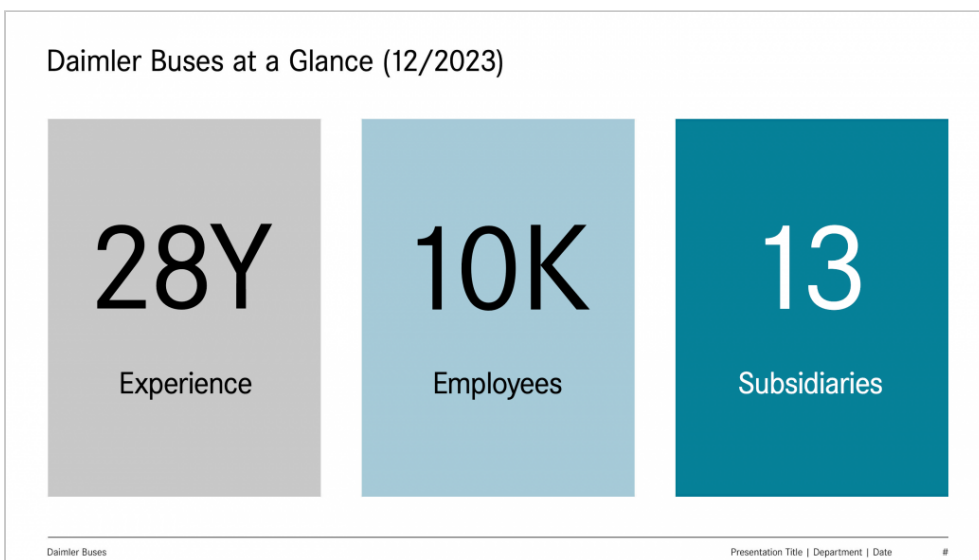 Daimler Buses at a Glance (12/2023)
28Y
Experience
10K
Employees
13
Subsidiaries
Daimler Buses
Presentation Title | Department | Date
#